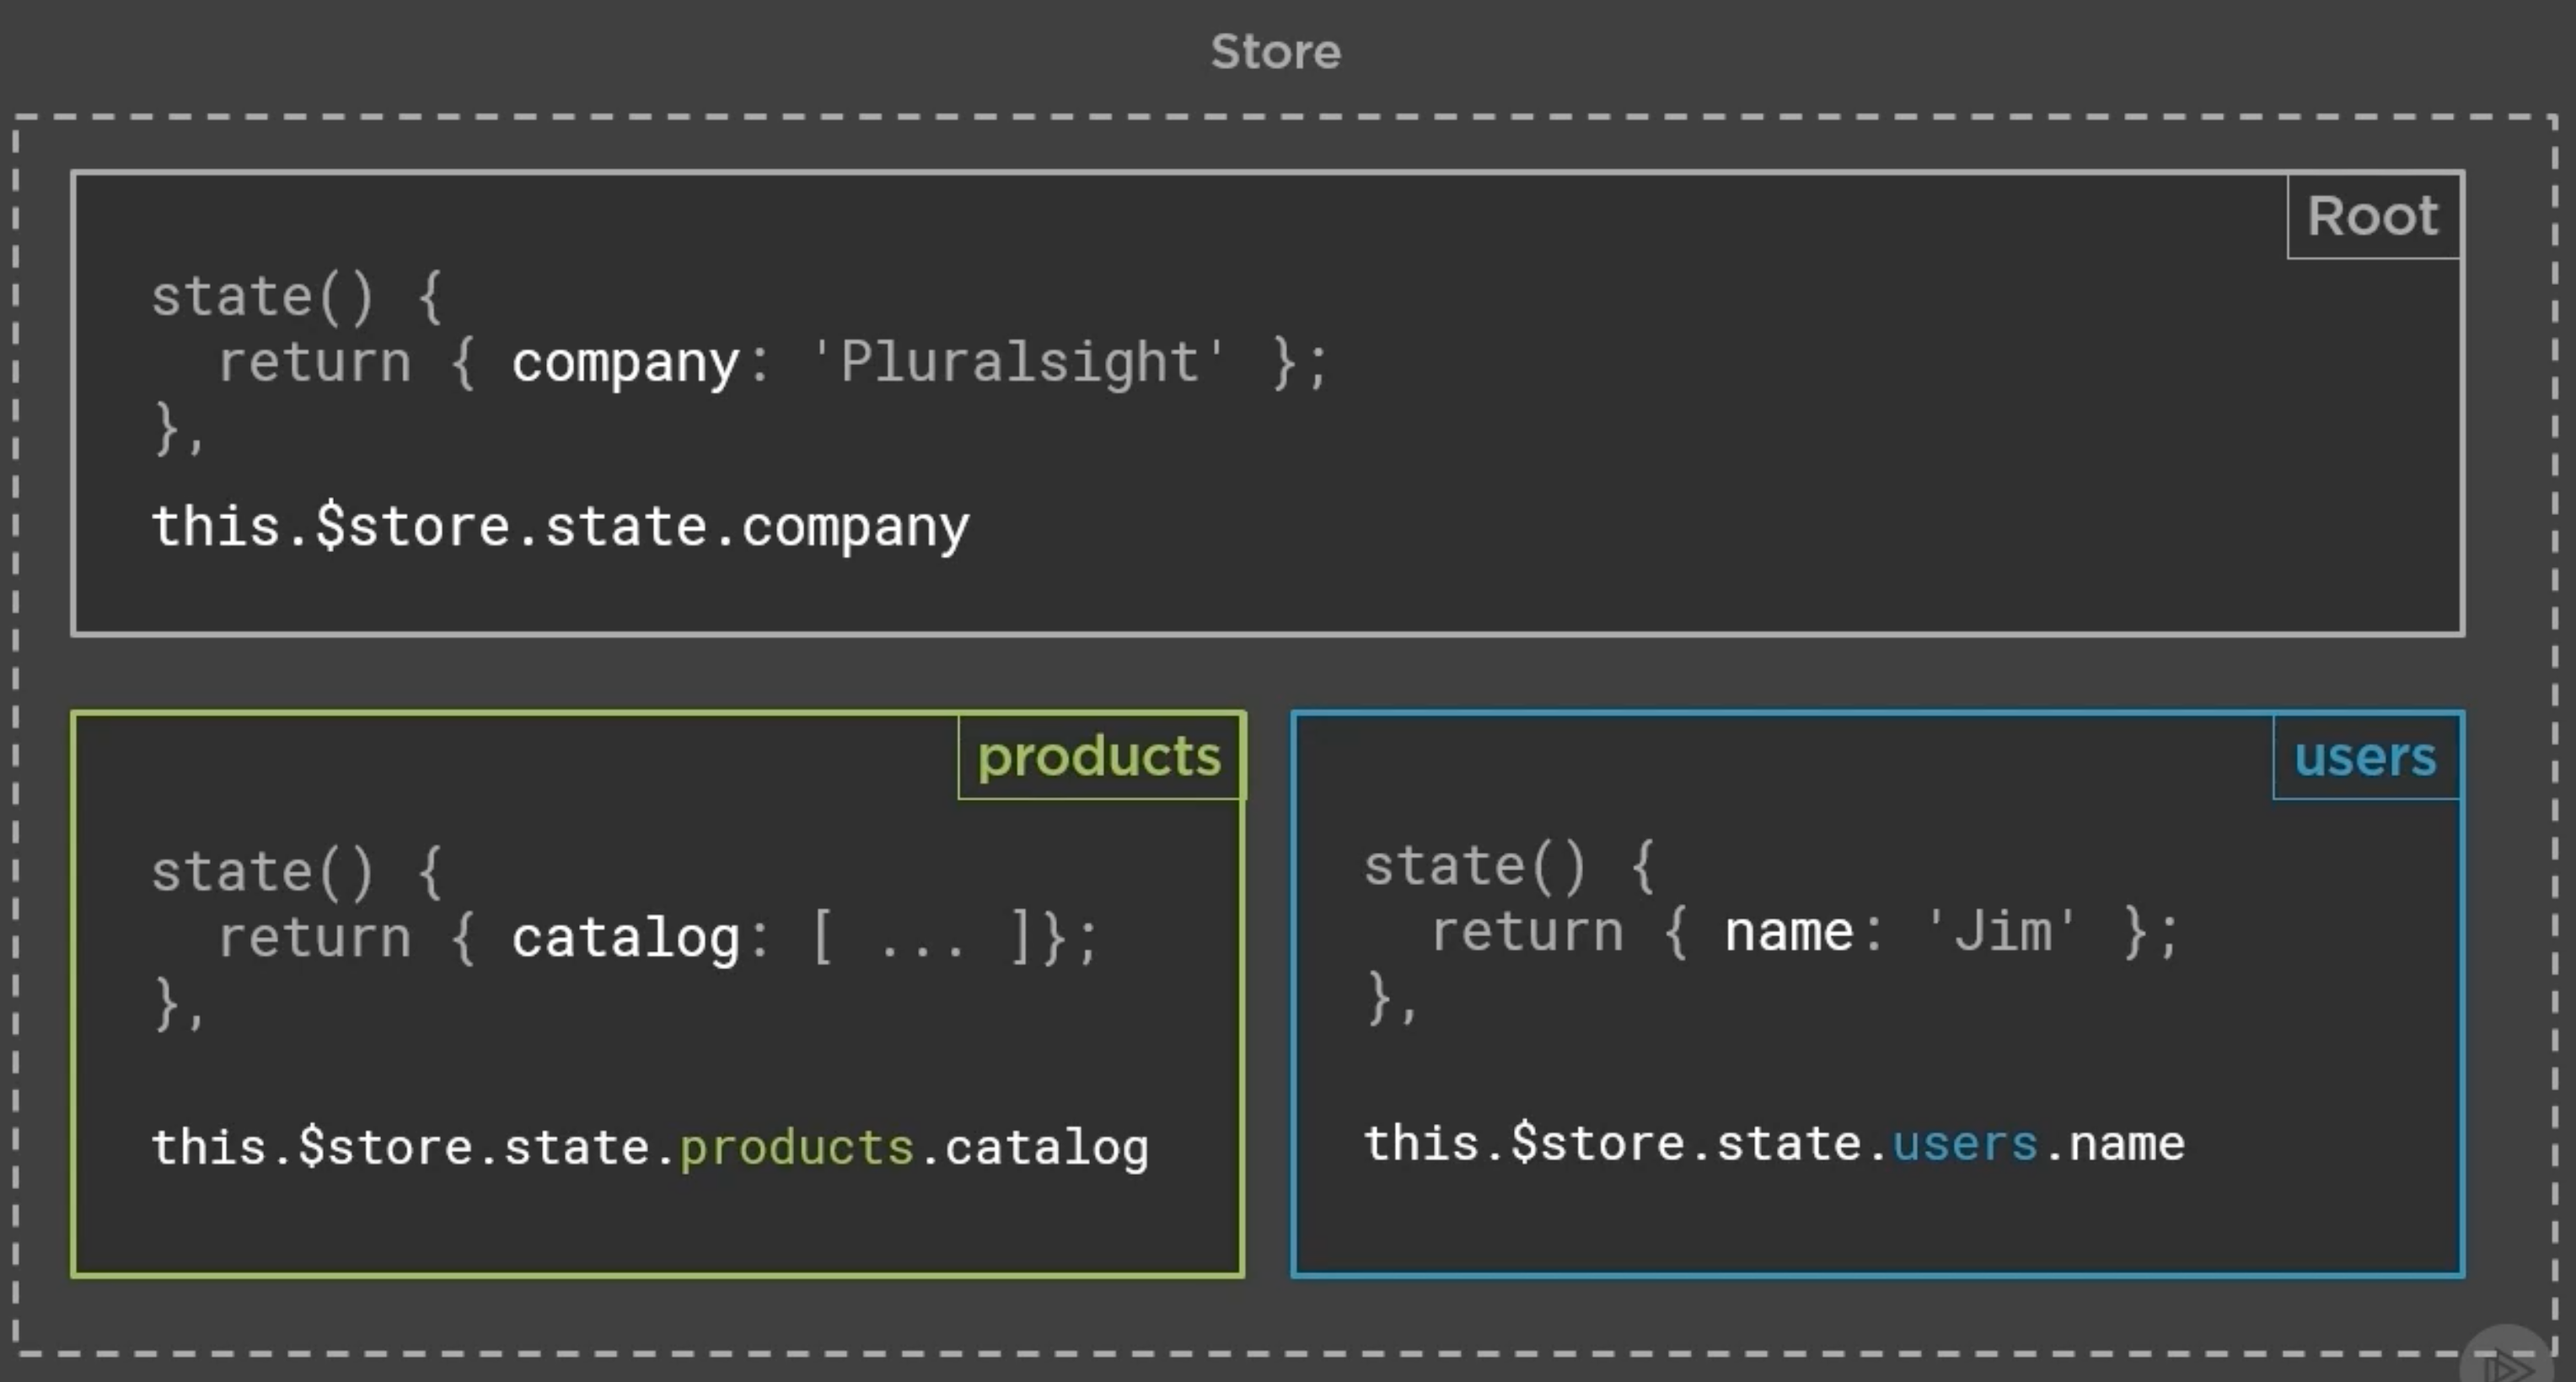 Store
Root
state() {
  return { company: 'Pluralsight' };
},
this.$store.state.company
products
state() {
  return { catalog: [ ... ]};
},
this.$store.state.products.catalog
users
state() {
  return { name: 'Jim' };
},
this.$store.state.users.name